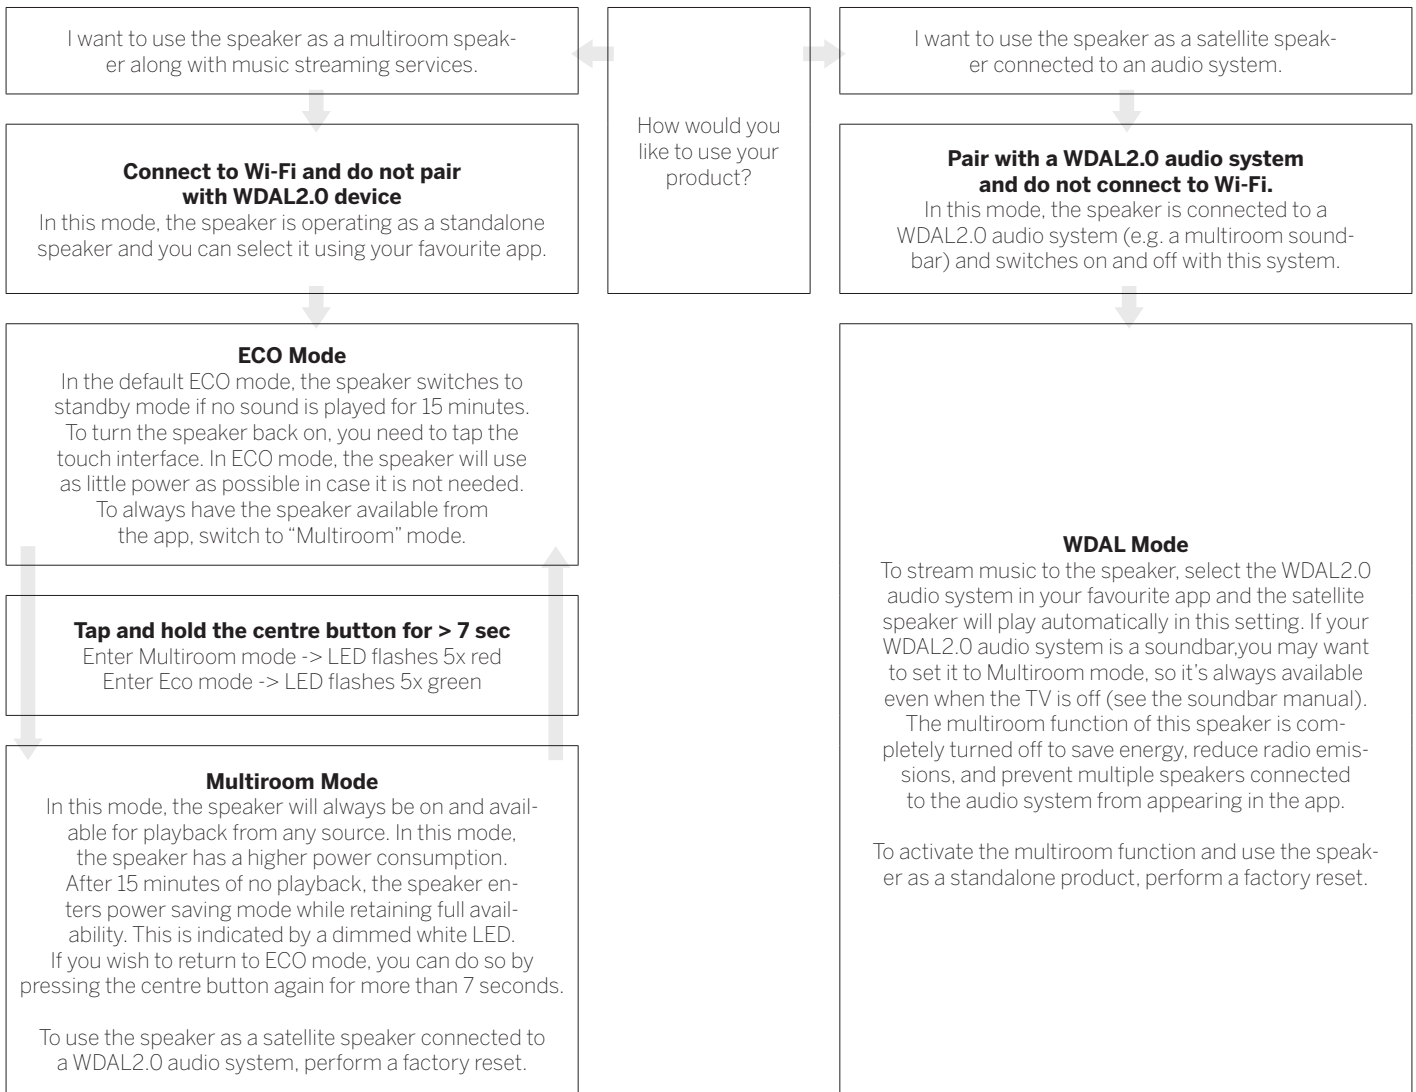 How would you
like to use your
product?
I want to use the speaker as a multiroom speak-
er along with music streaming services.
Connect to Wi-Fi and do not pair
with WDAL2.0 device
In this mode, the speaker is operating as a standalone
speaker and you can select it using your favourite app.
ECO Mode
In the default ECO mode, the speaker switches to
standby mode if no sound is played for 15 minutes.
To turn the speaker back on, you need to tap the
touch interface. In ECO mode, the speaker will use
as little power as possible in case it is not needed.
To always have the speaker available from
the app, switch to “Multiroom” mode.
Tap and hold the centre button for > 7 sec
Enter Multiroom mode -> LED flashes 5x red
Enter Eco mode -> LED flashes 5x green
Multiroom Mode
In this mode, the speaker will always be on and avail-
able for playback from any source. In this mode,
the speaker has a higher power consumption.
After 15 minutes of no playback, the speaker en-
ters power saving mode while retaining full avail-
ability. This is indicated by a dimmed white LED.
If you wish to return to ECO mode, you can do so by
pressing the centre button again for more than 7 seconds.
To use the speaker as a satellite speaker connected to
a WDAL2.0 audio system, perform a factory reset.
I want to use the speaker as a satellite speak-
er connected to an audio system.
Pair with a WDAL2.0 audio system
and do not connect to Wi-Fi.
In this mode, the speaker is connected to a
WDAL2.0 audio system (e.g. a multiroom sound-
bar) and switches on and off with this system.
WDAL Mode
To stream music to the speaker, select the WDAL2.0
audio system in your favourite app and the satellite
speaker will play automatically in this setting. If your
WDAL2.0 audio system is a soundbar,you may want
to set it to Multiroom mode, so it’s always available
even when the TV is off (see the soundbar manual).
The multiroom function of this speaker is com-
pletely turned off to save energy, reduce radio emis-
sions, and prevent multiple speakers connected
to the audio system from appearing in the app.
To activate the multiroom function and use the speak-
er as a standalone product, perform a factory reset.